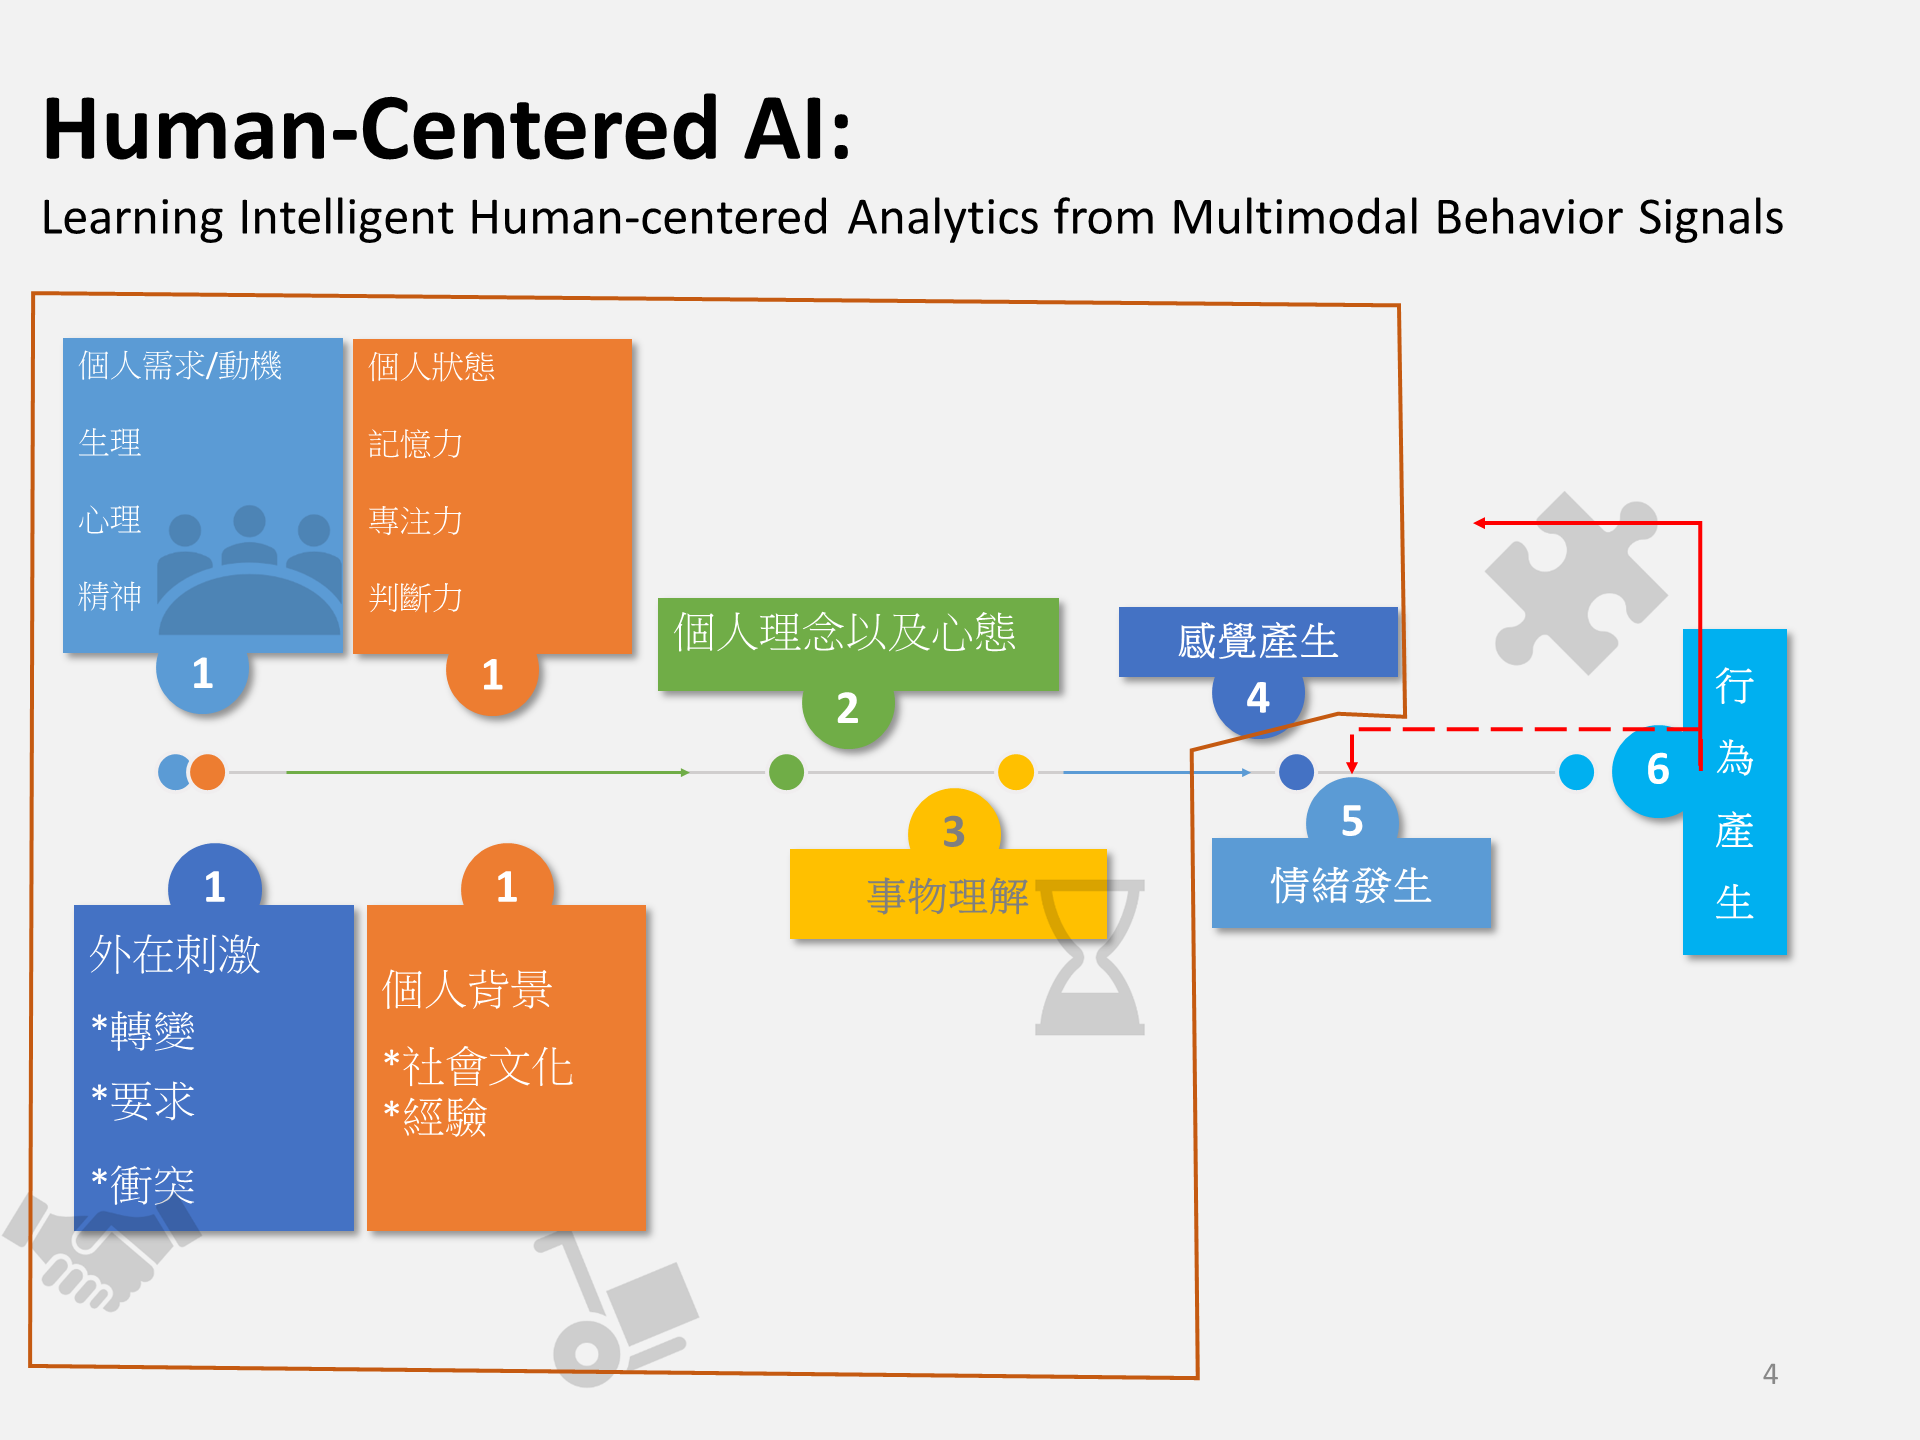 Human-Centered AI:
Learning Intelligent Human-centered Analytics from Multimodal Behavior Signals
個人需求/動機
生理
心理
精神
1
個人狀態
記憶力
專注力
判斷力
1
個人理念以及心態
2
感覺產生
4
行
為
產
生
6
3
事物理解
5
情緒發生
1
外在刺激
*轉變
*要求
*衝突
1
個人背景
*社會文化
*經驗
4